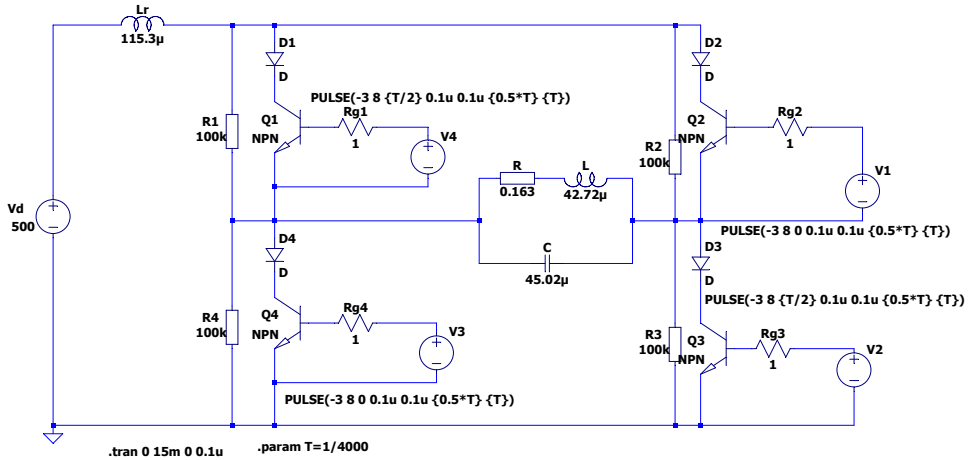 Lr
115.3µ
D1
D
D2
D
PULSE(-3 8 {T/2} 0.1u 0.1u {0.5*T} {T})
R1
100k
Q1
NPN
Rg1
1
V4
R2
100k
Q2
NPN
Rg2
1
V1
R
0.163
L
42.72µ
Vd
500
PULSE(-3 8 0 0.1u 0.1u {0.5*T} {T})
D4
D
C
45.02µ
D3
D
PULSE(-3 8 {T/2} 0.1u 0.1u {0.5*T} {T})
R4
100k
Q4
NPN
Rg4
1
V3
R3
100k
Q3
NPN
Rg3
1
V2
PULSE(-3 8 0 0.1u 0.1u {0.5*T} {T})
.tran 0 15m 0 0.1u
.param T=1/4000